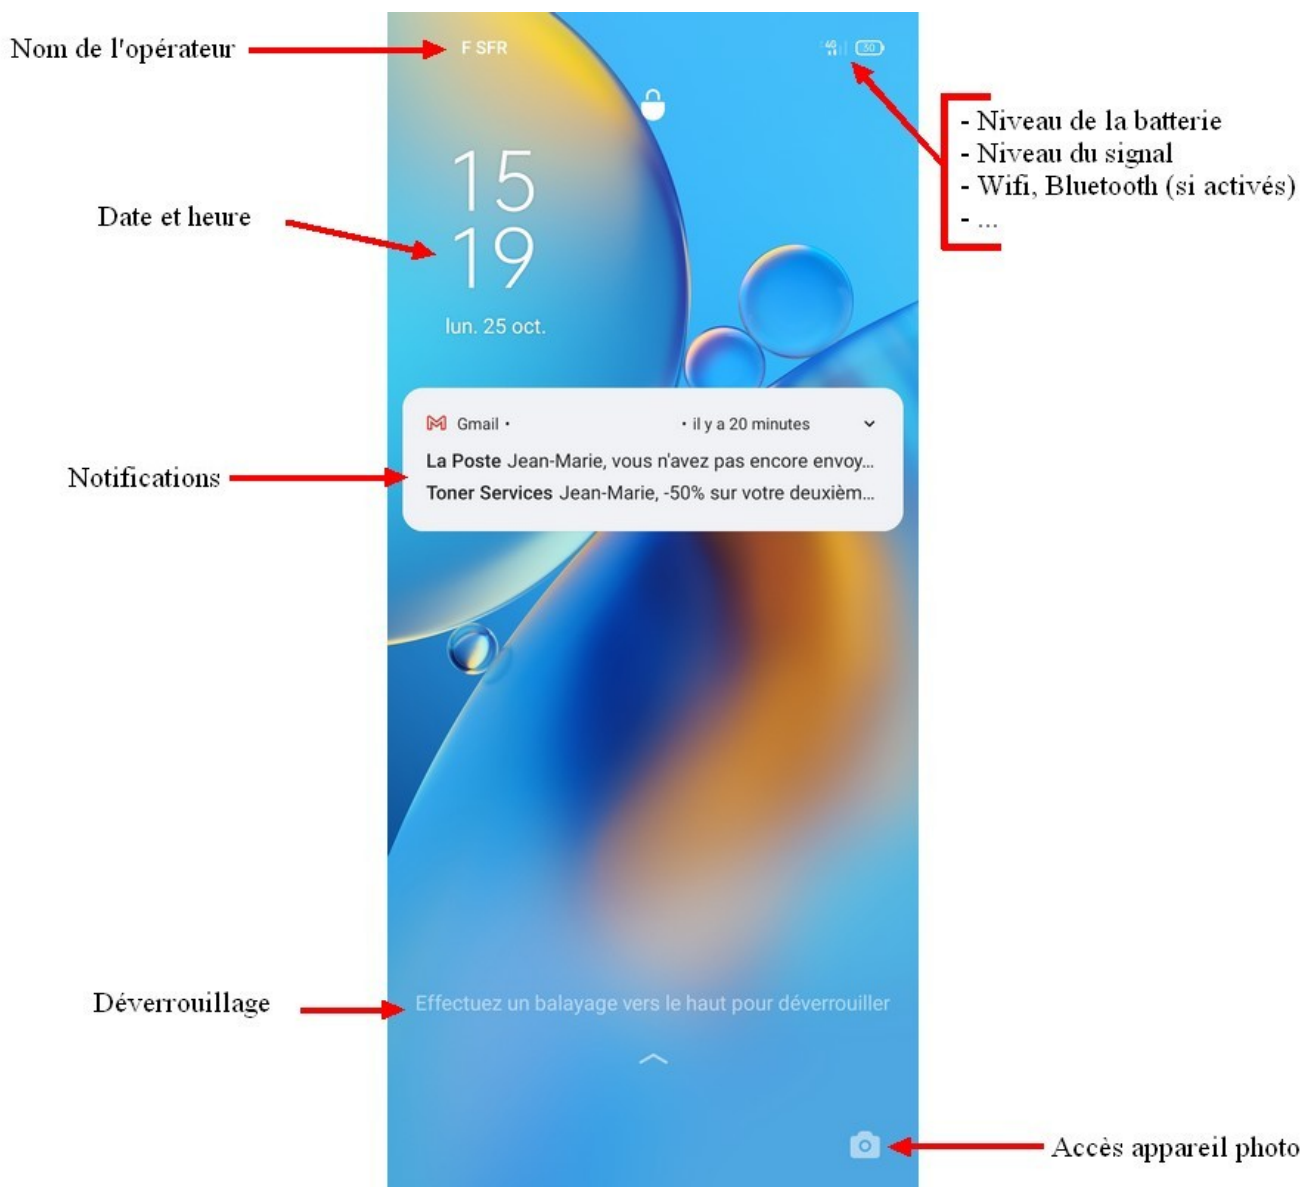 Nom de l'opérateur
F SFR
4G
30
- Niveau de la batterie
- Niveau du signal
- Wifi, Bluetooth (si activés)
- ...
Date et heure
15
19
lun. 25 oct.
Notifications
Gmail •
• il y a 20 minutes
La Poste Jean-Marie, vous n'avez pas encore envoy...
Toner Services Jean-Marie, -50% sur votre deuxièm...
Déverrouillage
Effectuez un balayage vers le haut pour déverrouiller
Accès appareil photo